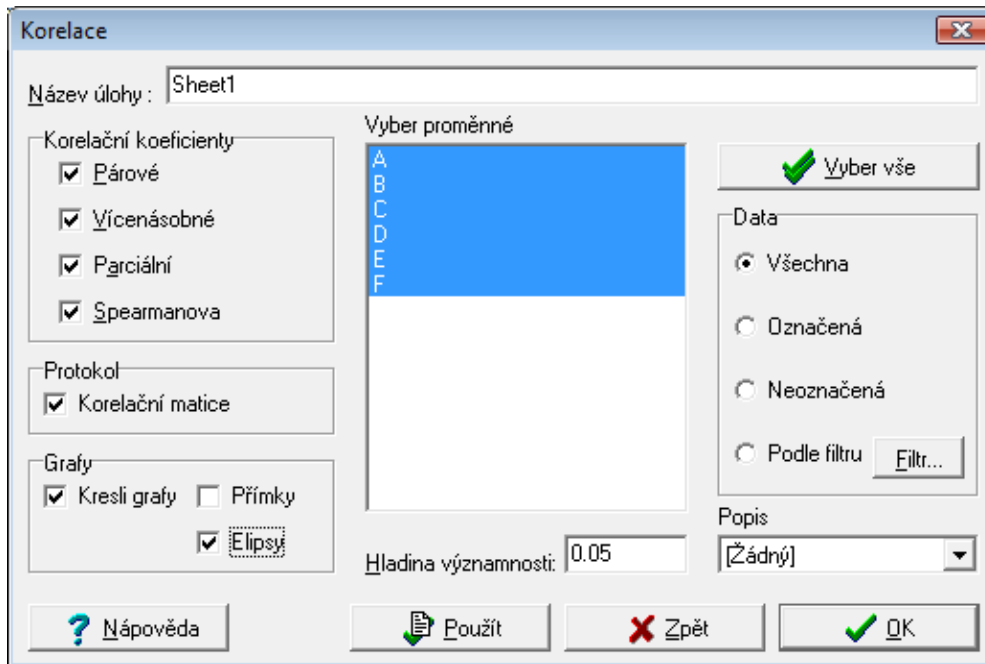 Korelace
Název úlohy : Sheet1
Korelační koeficienty
Párové
Vícenásobné
Parciální
Spearmanova
Protokol
Korelační matice
Grafy
Kresli grafy Přímky
Elipsy
Vyber proměnné
A
B
C
D
E
F
Hladina významnosti: 0.05
Vyber vše
Data
Všechna
Označená
Neoznačená
Podle filtru Filtr...
Popis
[Žádný]
Nápověda Použít Zpět OK